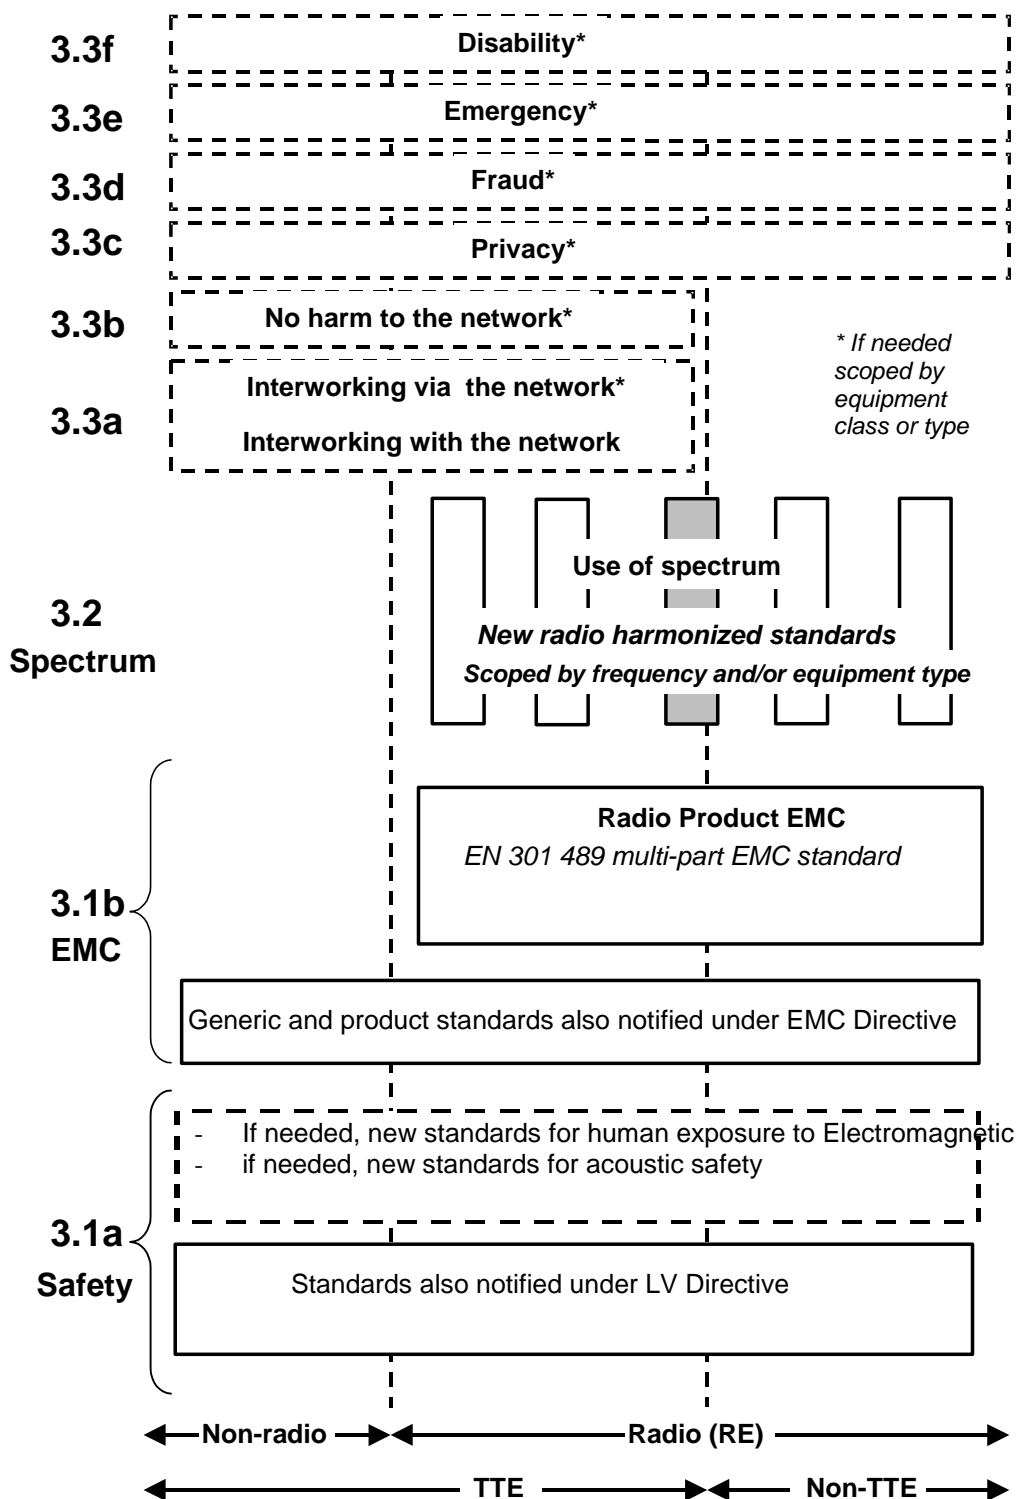 3.3f
Disability*
3.3e
Emergency*
3.3d
Fraud*
3.3c
Privacy*
3.3b
No harm to the network*
3.3a
Interworking via the network*
Interworking with the network
* If needed
scoped by
equipment
class or type
3.2
Spectrum
Use of spectrum
New radio harmonized standards
Scoped by frequency and/or equipment type
3.1b
EMC
Radio Product EMC
EN 301 489 multi-part EMC standard
Generic and product standards also notified under EMC Directive
3.1a
Safety
- If needed, new standards for human exposure to Electromagnetic
- if needed, new standards for acoustic safety
Standards also notified under LV Directive
Non-radio
Radio (RE)
TTE
Non-TTE